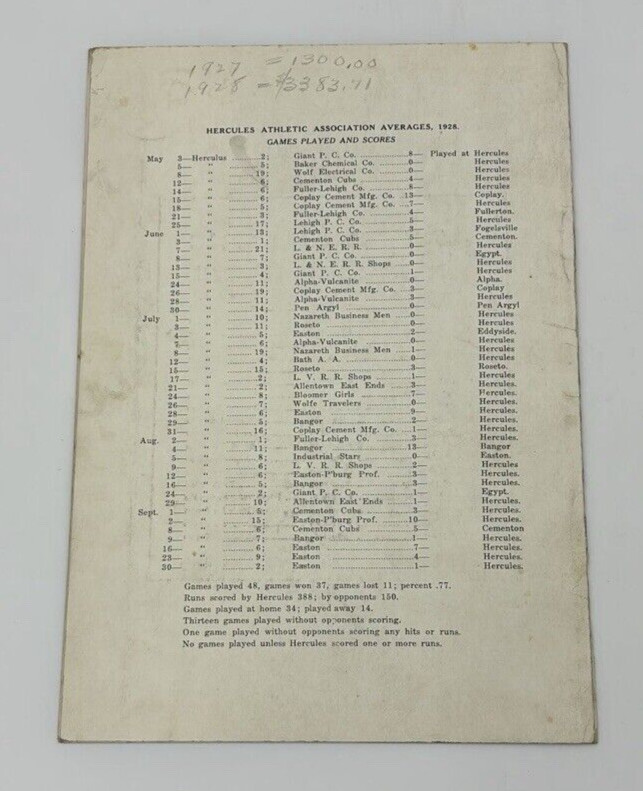 1927 = 1300.00
1928 = $3383.71
HERCULES ATHLETIC ASSOCIATION AVERAGES, 1928.
GAMES PLAYED AND SCORES
May 3—Herculus ..........2; Giant P. C. Co. ..........8— Played at Hercules
5— " ..........5; Baker Chemical Co. ..........0— Hercules
8— " ..........19; Wolf Electrical Co. ..........0— Hercules
12— " ..........6; Cementon Cubs ..........4— Hercules
14— " ..........6; Fuller-Lehigh Co. ..........8— Hercules
15— " ..........6; Coplay Cement Mfg. Co. ..13— Coplay.
18— " ..........5; Coplay Cement Mfg. Co. ...7— Hercules
21— " ..........3; Fuller-Lehigh Co. ..........4— Fullerton.
25— " ..........17; Lehigh P. C. Co. ..........5— Hercules
June 1— " ..........13; Lehigh P. C. Co. ..........3— Fogelsville
3— " ..........1; Cementon Cubs ..........5— Cementon.
7— " ..........21; L. & N. E. R. R. ..........0— Hercules
8— " ..........7; Giant P. C. Co. ..........0— Egypt.
13— " ..........3; L. & N. E. R. R. Shops ....0— Hercules
15— " ..........4; Giant P. C. Co. ..........1— Hercules
24— " ..........11; Alpha-Vulcanite ..........0— Alpha.
26— " ..........19; Coplay Cement Mfg. Co. ...3— Coplay
28— " ..........11; Alpha-Vulcanite ..........3— Hercules
30— " ..........14; Pen Argyl ..........0— Pen Argyl
July 1— " ..........10; Nazareth Business Men ....0— Hercules
3— " ..........11; Roseto ..........0— Hercules
4— " ..........5; Easton ..........2— Eddyside.
7— " ..........6; Alpha-Vulcanite ..........0— Hercules
8— " ..........19; Nazareth Business Men ....1— Hercules
12— " ..........4; Bath A. A. ..........0— Hercules
15— " ..........15; Roseto ..........3— Roseto.
17— " ..........2; L. V. R. R. Shops ..........1— Hercules
21— " ..........2; Allentown East Ends ..........3— Hercules.
24— " ..........8; Bloomer Girls ..........7— Hercules.
26— " ..........7; Wolfe Travelers ..........0— Hercules.
28— " ..........6; Easton ..........9— Hercules.
29— " ..........5; Bangor ..........2— Hercules.
31— " ..........16; Coplay Cement Mfg. Co. ....1— Hercules.
Aug. 2— " ..........1; Fuller-Lehigh Co. ..........3— Hercules.
4— " ..........11; Bangor ..........13— Bangor
5— " ..........8; Industrial Stars ..........0— Easton.
9— " ..........6; L. V. R. R. Shops ..........2— Hercules
12— " ..........6; Easton-P'burg Prof. ..........3— Hercules.
16— " ..........5; Bangor ..........3— Hercules.
24— " ..........2; Giant P. C. Co. ..........1— Egypt.
29— " ..........10; Allentown East Ends ..........1— Hercules.
Sept. 1— " ..........5; Cementon Cubs ..........3— Hercules.
2— " ..........15; Easton-P'burg Prof. ..........10— Hercules.
8— " ..........6; Cementon Cubs ..........5— Cementon
9— " ..........7; Bangor ..........1— Hercules.
16— " ..........6; Easton ..........7— Hercules.
23— " ..........9; Easton ..........4— Hercules.
30— " ..........2; Easton ..........1— Hercules.
Games played 48, games won 37, games lost 11; percent .77.
Runs scored by Hercules 388; by opponents 150.
Games played at home 34; played away 14.
Thirteen games played without opponents scoring.
One game played without opponents scoring any hits or runs.
No games played unless Hercules scored one or more runs.